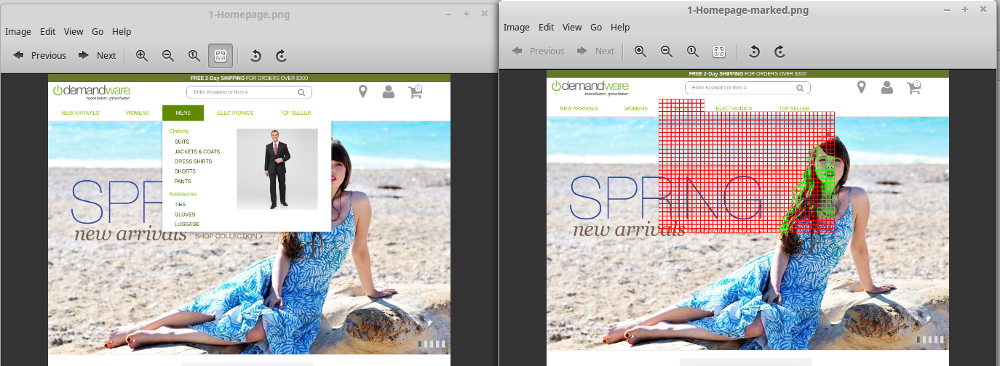 1-Homepage.png
Image Edit View Go Help
Previous Next
FREE 2-Day SHIPPING FOR ORDERS OVER $300
demandware
move faster, grow faster
Enter Keyword or Item #
0
NEW ARRIVALS WOMENS MENS ELECTRONICS TOP SELLER
Clothing
SUITS
JACKETS & COATS
DRESS SHIRTS
SHORTS
PANTS
Accessories
TIES
GLOVES
LUGGAGE
SPR
new arrivals SHOP COLLECTION ›
1-Homepage-marked.png
Image Edit View Go Help
Previous Next
FREE 2-Day SHIPPING FOR ORDERS OVER $300
demandware
move faster, grow faster
Enter Keyword or Item #
0
NEW ARRIVALS WOMENS MENS ELECTRONICS TOP SELLER
SPRING
new arrivals SHOP COLLECTION